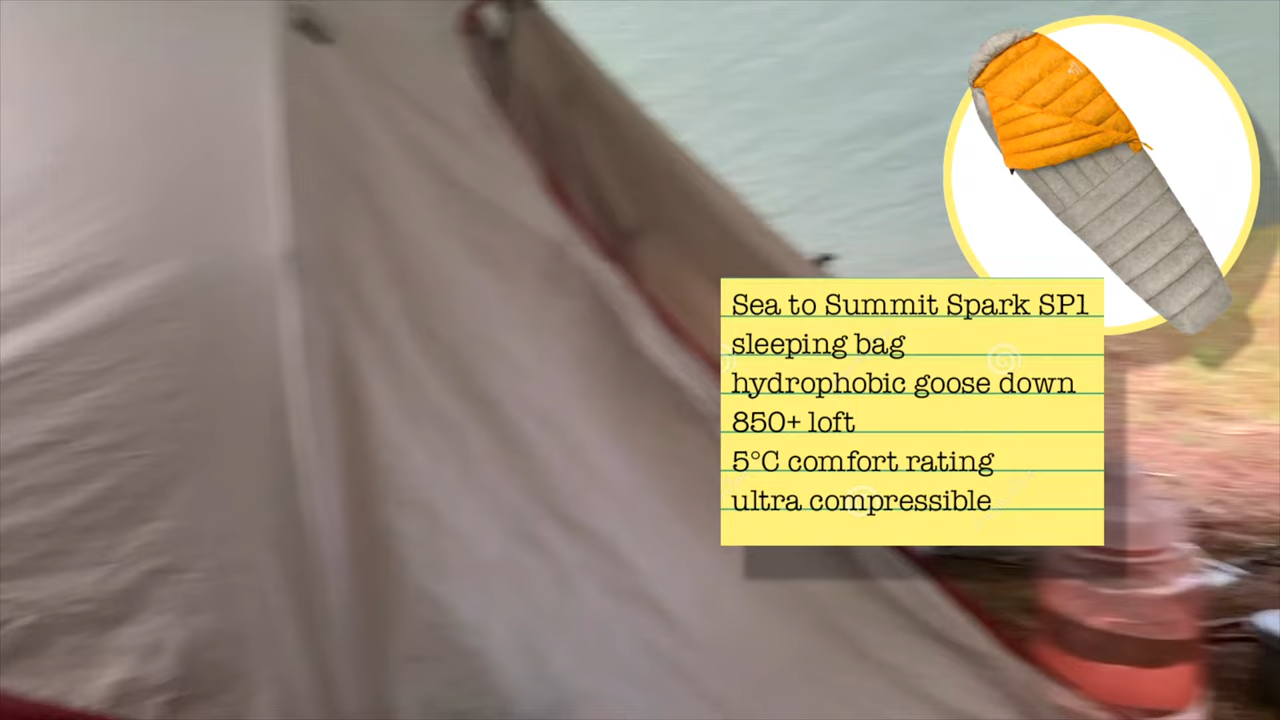 Sea to Summit Spark SP1
sleeping bag
hydrophobic goose down
850+ loft
5°C comfort rating
ultra compressible